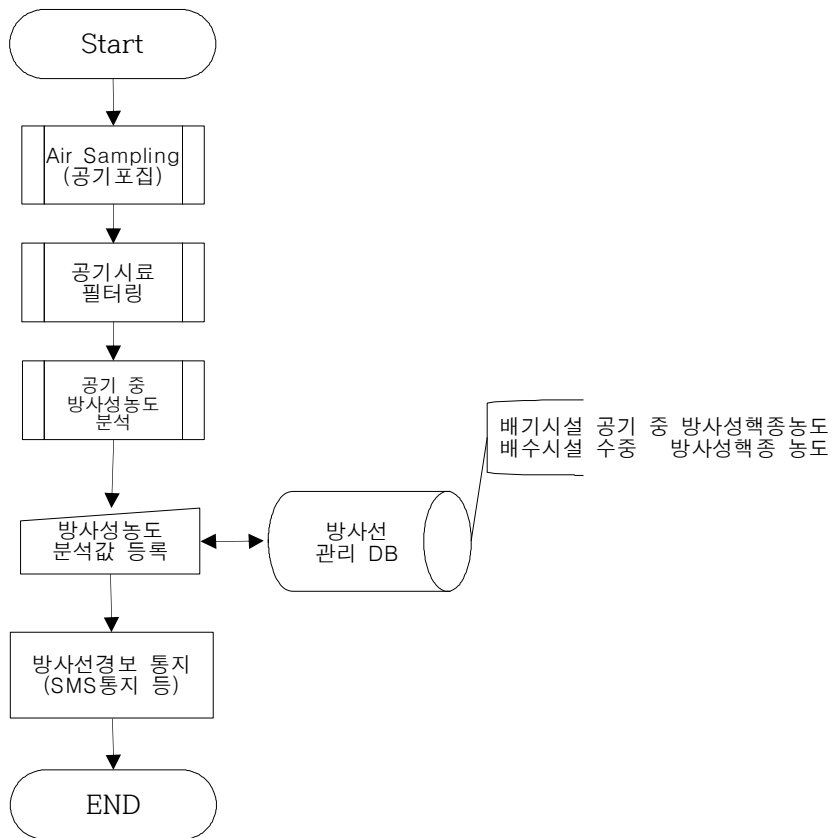 Start
Air Sampling
(공기포집)
공기시료
필터링
공기 중
방사성농도
분석
배기시설 공기 중 방사성핵종농도
배수시설 수중 방사성핵종 농도
방사성농도
분석값 등록
방사선
관리 DB
방사선경보 통지
(SMS통지 등)
END